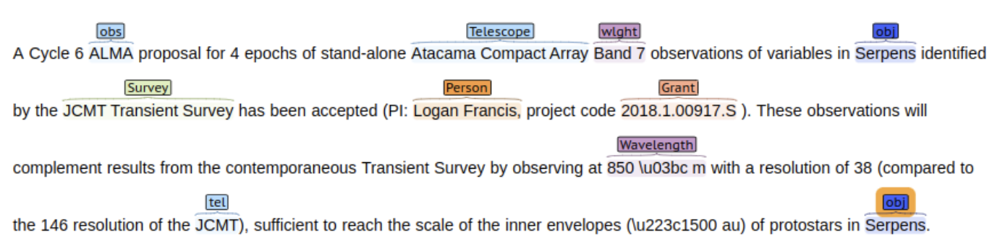 obs Telescope wlght obj
A Cycle 6 ALMA proposal for 4 epochs of stand-alone Atacama Compact Array Band 7 observations of variables in Serpens identified
Survey Person Grant
by the JCMT Transient Survey has been accepted (PI: Logan Francis, project code 2018.1.00917.S ). These observations will
Wavelength
complement results from the contemporaneous Transient Survey by observing at 850 \u03bc m with a resolution of 38 (compared to
tel obj
the 146 resolution of the JCMT), sufficient to reach the scale of the inner envelopes (\u223c1500 au) of protostars in Serpens.